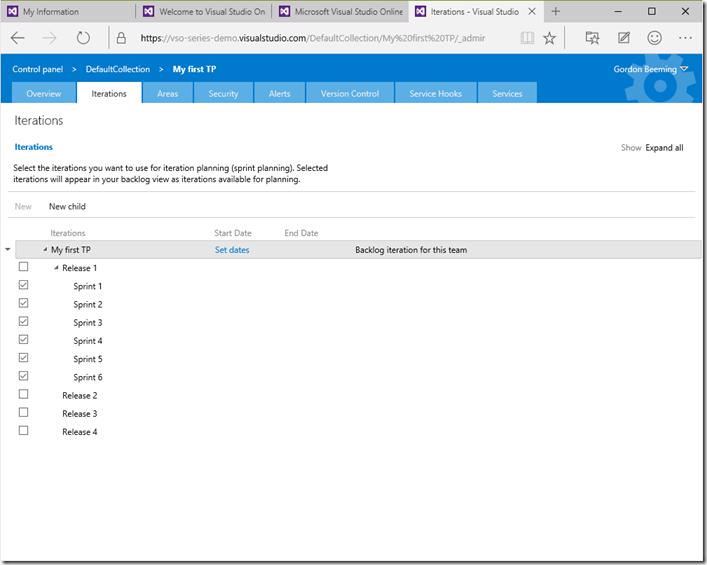 My Information
Welcome to Visual Studio On
Microsoft Visual Studio Online
Iterations - Visual Studio
https://vso-series-demo.visualstudio.com/DefaultCollection/My%20first%20TP/_admir
Control panel > DefaultCollection > My first TP
Gordon Beeming
Overview
Iterations
Areas
Security
Alerts
Version Control
Service Hooks
Services
Iterations
Iterations
Show Expand all
Select the iterations you want to use for iteration planning (sprint planning). Selected
iterations will appear in your backlog view as iterations available for planning.
New New child
Iterations Start Date End Date
My first TP Set dates Backlog iteration for this team
Release 1
Sprint 1
Sprint 2
Sprint 3
Sprint 4
Sprint 5
Sprint 6
Release 2
Release 3
Release 4